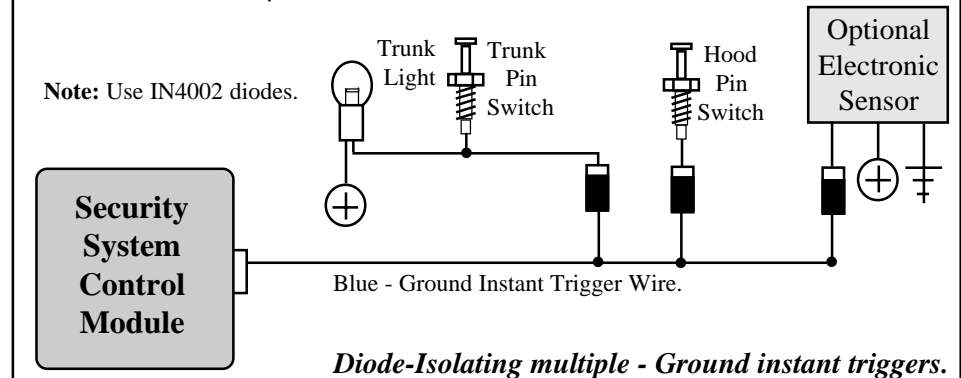 Optional
Electronic
Sensor
Trunk
Light
Trunk
Pin
Switch
Hood
Pin
Switch
Note: Use IN4002 diodes.
Security
System
Control
Module
Blue - Ground Instant Trigger Wire.
Diode-Isolating multiple - Ground instant triggers.